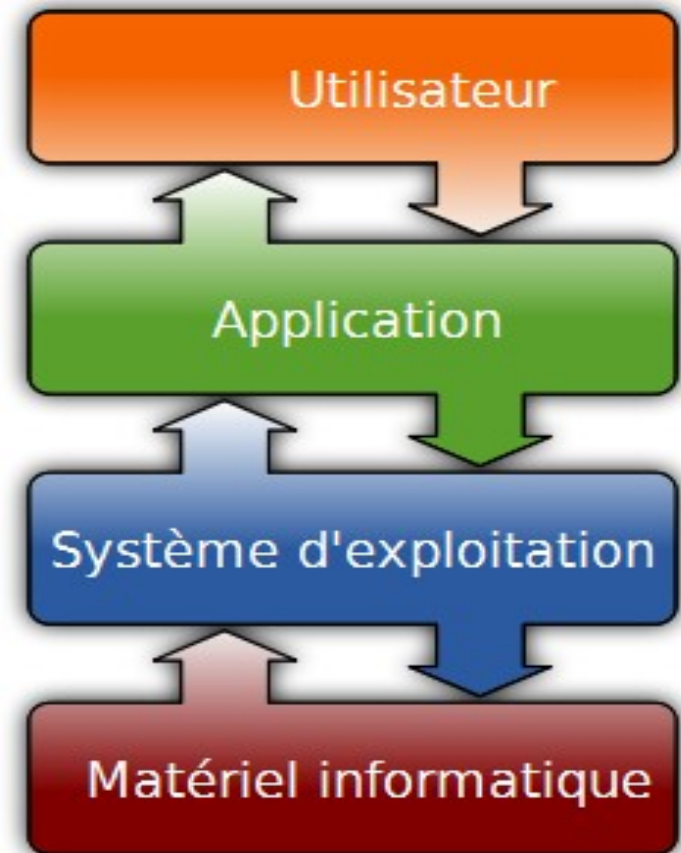 Utilisateur
Application
Système d'exploitation
Matériel informatique